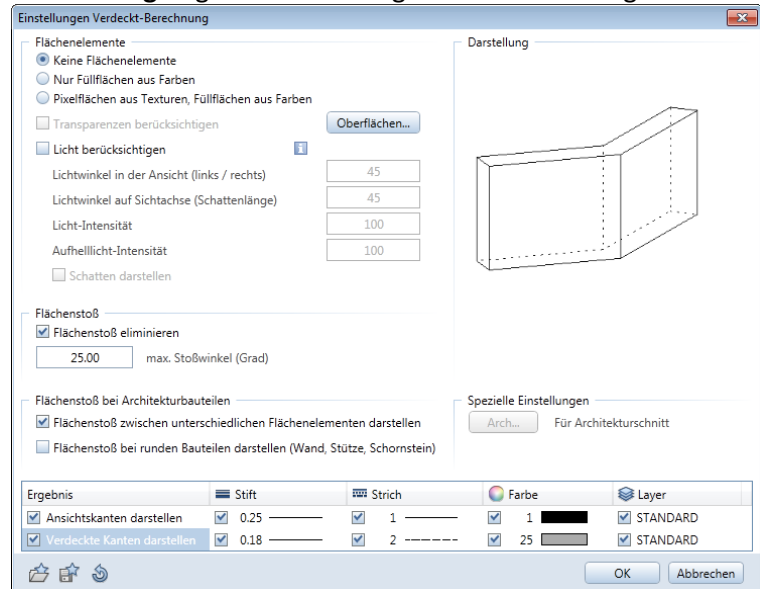 Einstellungen Verdeckt-Berechnung
Flächenelemente
Keine Flächenelemente
Nur Füllflächen aus Farben
Pixelflächen aus Texturen, Füllflächen aus Farben
Transparenzen berücksichtigen
Oberflächen...
Licht berücksichtigen
Lichtwinkel in der Ansicht (links / rechts)
45
Lichtwinkel auf Sichtachse (Schattenlänge)
45
Licht-Intensität
100
Aufhelllicht-Intensität
100
Schatten darstellen
Darstellung
Flächenstoß
Flächenstoß eliminieren
25.00
max. Stoßwinkel (Grad)
Flächenstoß bei Architekturbauteilen
Flächenstoß zwischen unterschiedlichen Flächenelementen darstellen
Flächenstoß bei runden Bauteilen darstellen (Wand, Stütze, Schornstein)
Spezielle Einstellungen
Arch...
Für Architekturschnitt
Ergebnis Stift Strich Farbe Layer
Ansichtskanten darstellen 0.25 1 1 STANDARD
Verdeckte Kanten darstellen 0.18 2 25 STANDARD
OK
Abbrechen